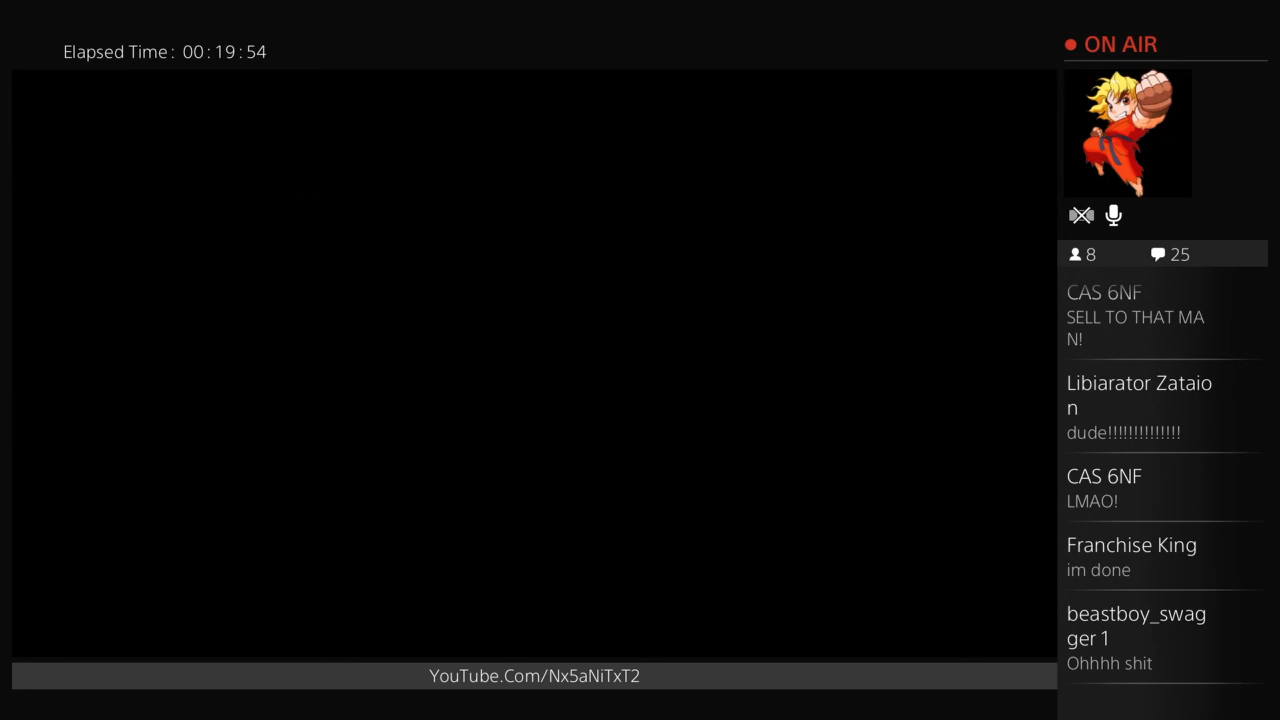 Elapsed Time: 00:19:54
ON AIR
8 25
CAS 6NF
SELL TO THAT MA
N!
Libiarator Zataio
n
dude!!!!!!!!!!!!!!
CAS 6NF
LMAO!
Franchise King
im done
beastboy_swag
ger 1
Ohhhh shit
YouTube.Com/Nx5aNiTxT2